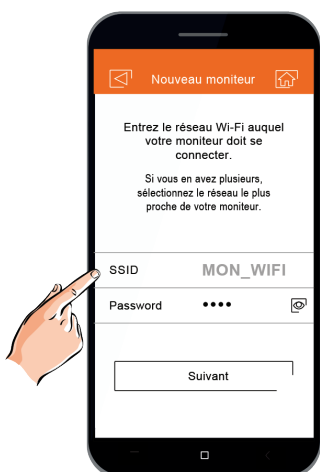 Nouveau moniteur
Entrez le réseau Wi-Fi auquel
votre moniteur doit se
connecter.
Si vous en avez plusieurs,
sélectionnez le réseau le plus
proche de votre moniteur.
SSID MON_WIFI
Password ••••
Suivant